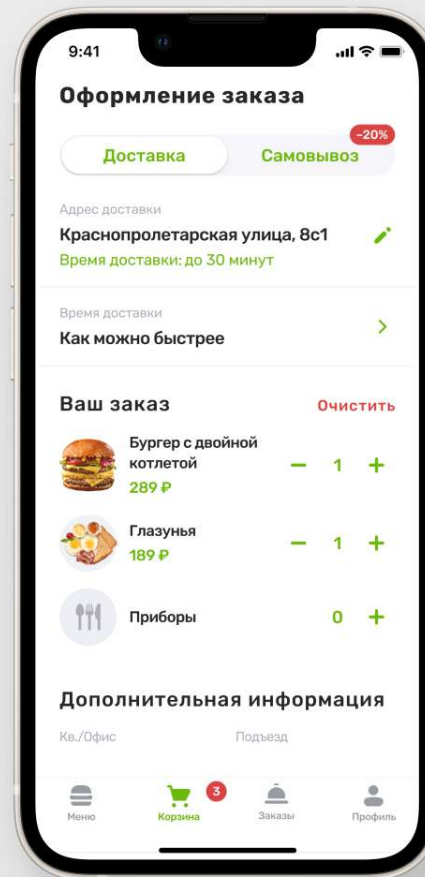 9:41
Оформление заказа
–20%
Доставка Самовывоз
Адрес доставки
Краснопролетарская улица, 8с1
Время доставки: до 30 минут
Время доставки
Как можно быстрее
Ваш заказ Очистить
Бургер с двойной
котлетой
289 ₽
1
Глазунья
189 ₽
1
Приборы 0
Дополнительная информация
Кв./Офис Подъезд
3
Меню Корзина Заказы Профиль